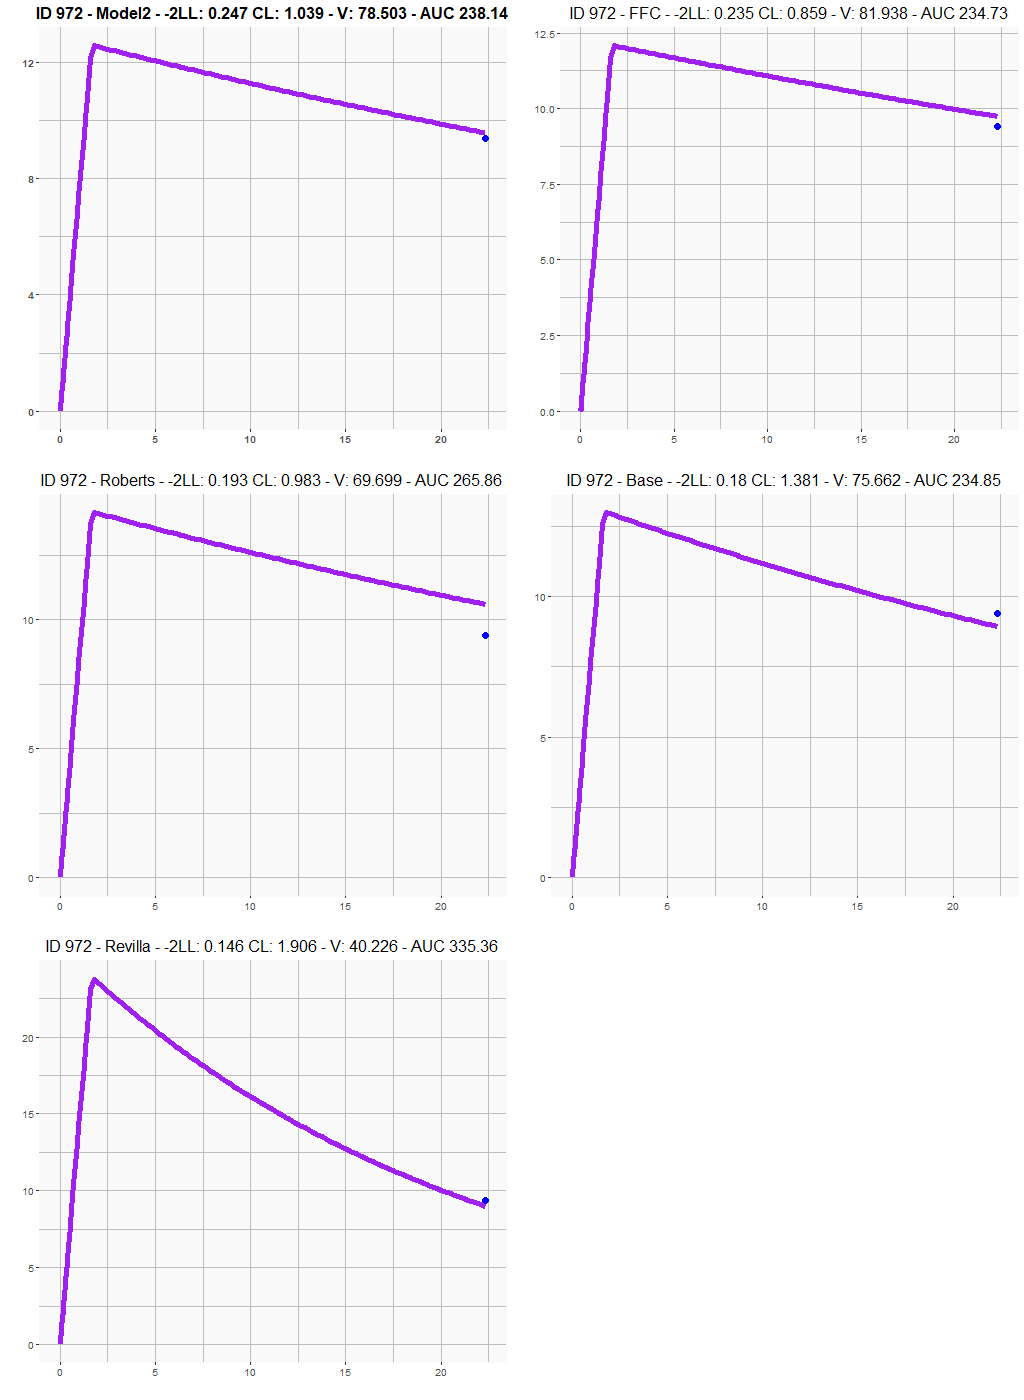 ID 972 - Model2 - -2LL: 0.247 CL: 1.039 - V: 78.503 - AUC 238.14
12
8
4
0
0 5 10 15 20
ID 972 - FFC - -2LL: 0.235 CL: 0.859 - V: 81.938 - AUC 234.73
12.5
10.0
7.5
5.0
2.5
0.0
0 5 10 15 20
ID 972 - Roberts - -2LL: 0.193 CL: 0.983 - V: 69.699 - AUC 265.86
10
5
0
0 5 10 15 20
ID 972 - Base - -2LL: 0.18 CL: 1.381 - V: 75.662 - AUC 234.85
10
5
0
0 5 10 15 20
ID 972 - Revilla - -2LL: 0.146 CL: 1.906 - V: 40.226 - AUC 335.36
20
15
10
5
0
0 5 10 15 20